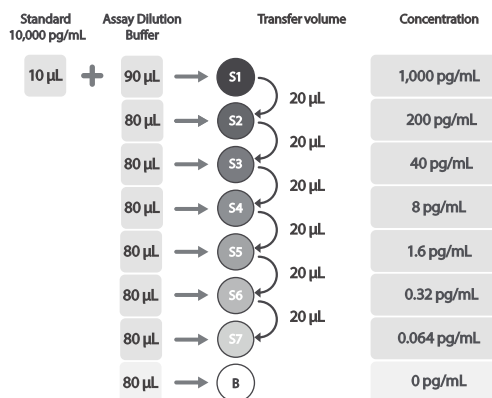 Standard
10,000 pg/mL
Assay Dilution
Buffer
Transfer volume
Concentration
10 µL + 90 µL → S1 1,000 pg/mL
20 µL
80 µL → S2 200 pg/mL
20 µL
80 µL → S3 40 pg/mL
20 µL
80 µL → S4 8 pg/mL
20 µL
80 µL → S5 1.6 pg/mL
20 µL
80 µL → S6 0.32 pg/mL
20 µL
80 µL → S7 0.064 pg/mL
80 µL → B 0 pg/mL